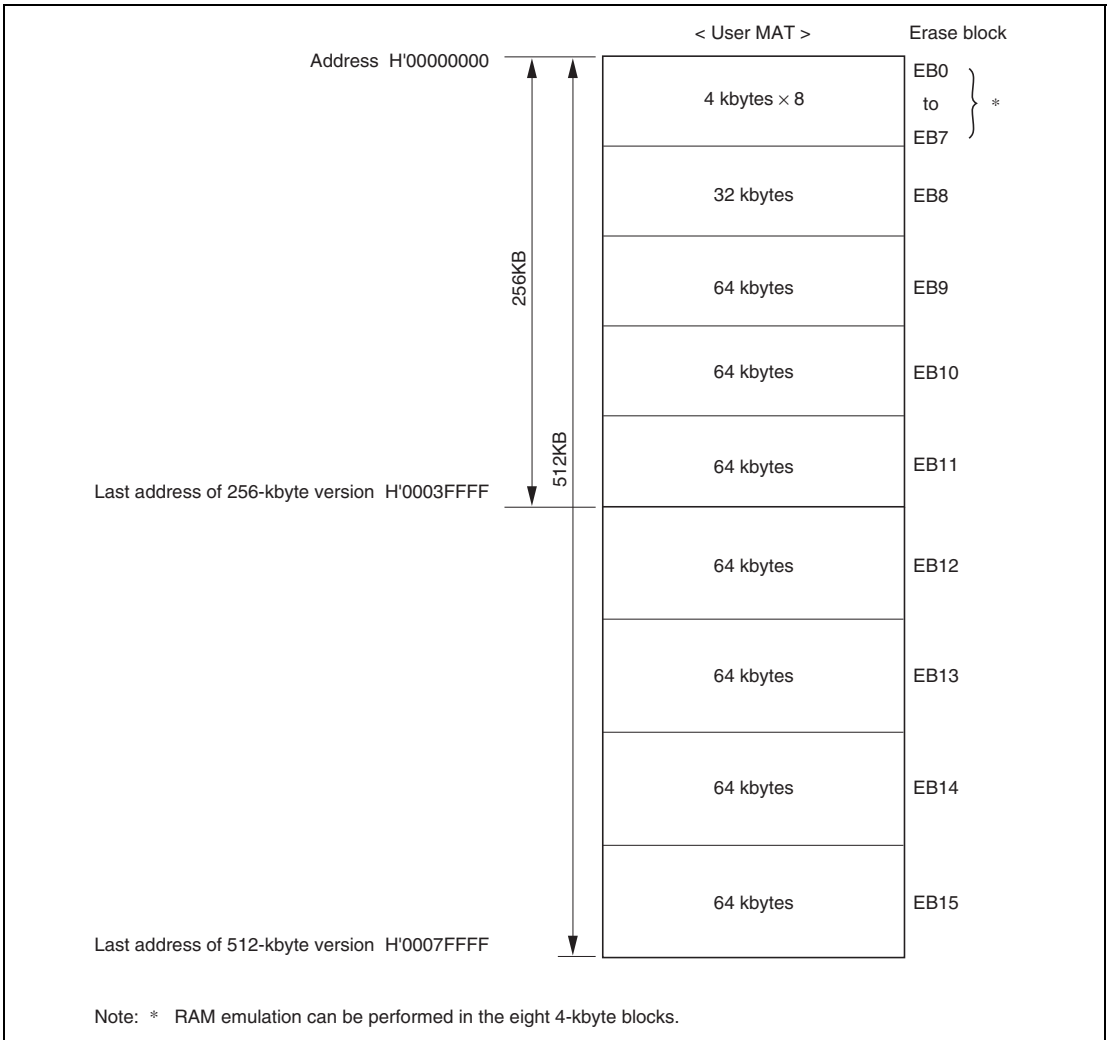 < User MAT >
Erase block
Address H'00000000
EB0
4 kbytes × 8
to
*
EB7
32 kbytes
EB8
256KB
64 kbytes
EB9
64 kbytes
EB10
512KB
64 kbytes
EB11
Last address of 256-kbyte version H'0003FFFF
64 kbytes
EB12
64 kbytes
EB13
64 kbytes
EB14
64 kbytes
EB15
Last address of 512-kbyte version H'0007FFFF
Note: * RAM emulation can be performed in the eight 4-kbyte blocks.